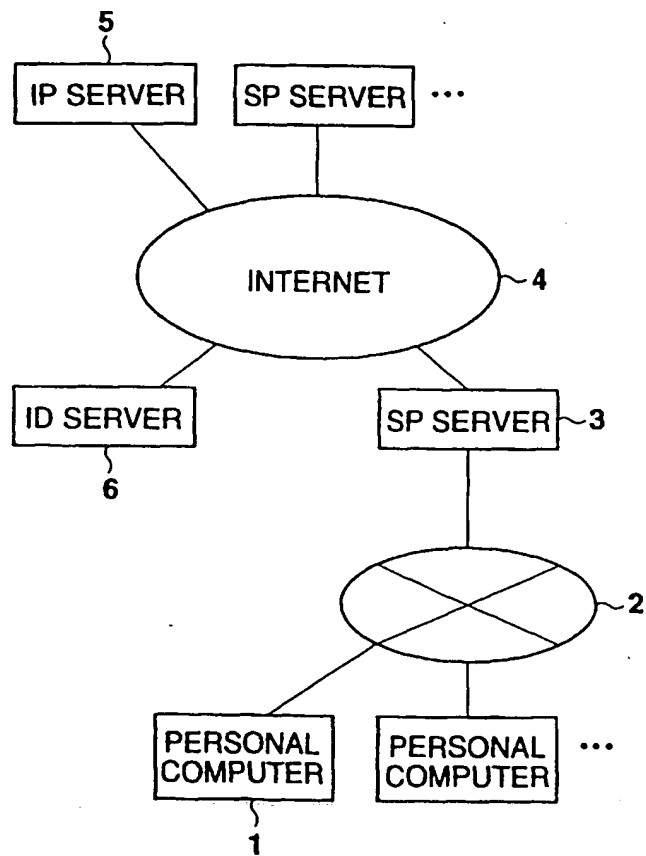 5
IP SERVER
SP SERVER ...
INTERNET
4
ID SERVER
6
SP SERVER
3
2
PERSONAL
COMPUTER
1
PERSONAL
COMPUTER
...